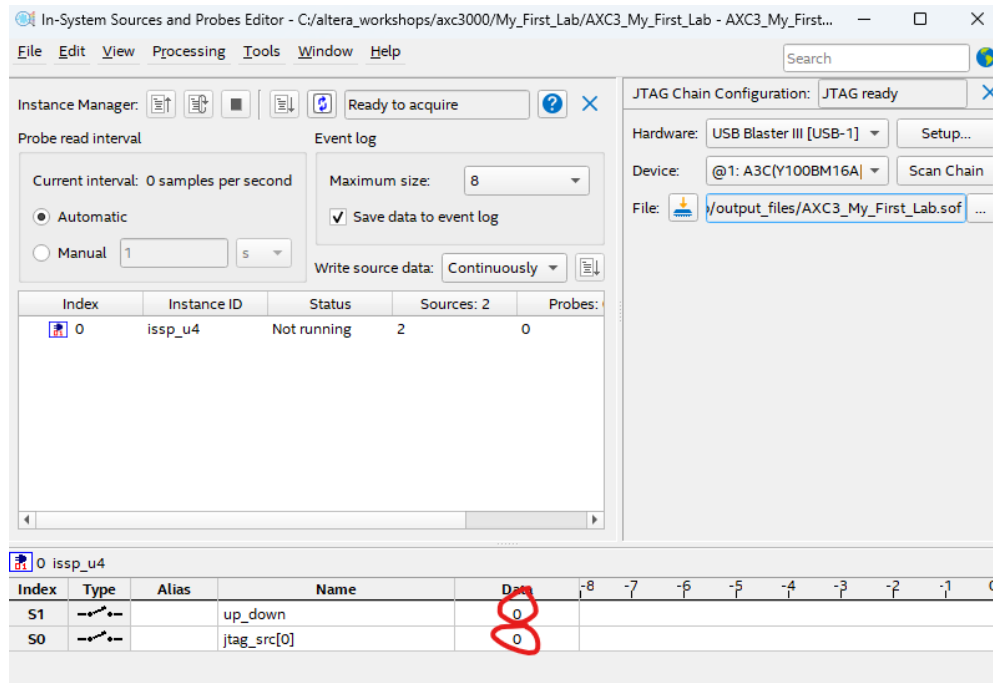 In-System Sources and Probes Editor - C:/altera_workshops/axc3000/My_First_Lab/AXC3_My_First_Lab - AXC3_My_First...
File Edit View Processing Tools Window Help
Search
Instance Manager: Ready to acquire
Probe read interval
Current interval: 0 samples per second
Automatic
Manual 1 s
Event log
Maximum size: 8
Save data to event log
Write source data: Continuously
Index Instance ID Status Sources: 2 Probes:
0 issp_u4 Not running 2 0
JTAG Chain Configuration: JTAG ready
Hardware: USB Blaster III [USB-1] Setup...
Device: @1: A3C(Y100BM16A| Scan Chain
File: /output_files/AXC3_My_First_Lab.sof ...
0 issp_u4
Index Type Alias Name Data -8 -7 -6 -5 -4 -3 -2 -1 0
S1 up_down 0
S0 jtag_src[0] 0